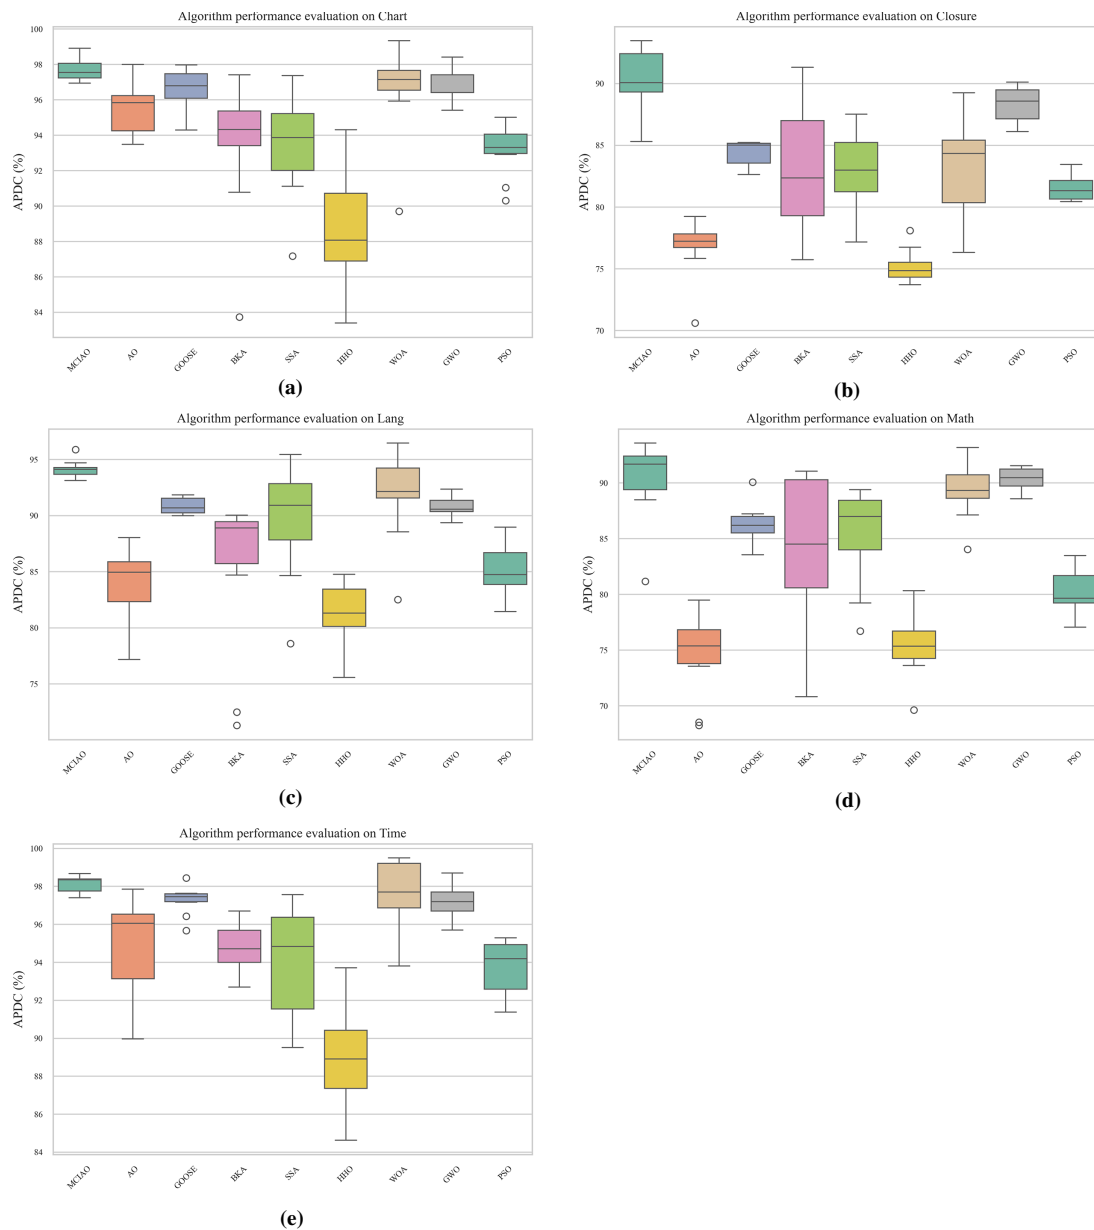 Algorithm performance evaluation on Chart
100
98
96
94
92
90
88
86
84
APDC (%)
MCIAO AO GOOSE BKA SSA HHO WOA GWO PSO
(a)
Algorithm performance evaluation on Closure
90
85
80
75
70
APDC (%)
MCIAO AO GOOSE BKA SSA HHO WOA GWO PSO
(b)
Algorithm performance evaluation on Lang
95
90
85
80
75
APDC (%)
MCIAO AO GOOSE BKA SSA HHO WOA GWO PSO
(c)
Algorithm performance evaluation on Math
90
85
80
75
70
APDC (%)
MCIAO AO GOOSE BKA SSA HHO WOA GWO PSO
(d)
Algorithm performance evaluation on Time
100
98
96
94
92
90
88
86
84
APDC (%)
MCIAO AO GOOSE BKA SSA HHO WOA GWO PSO
(e)